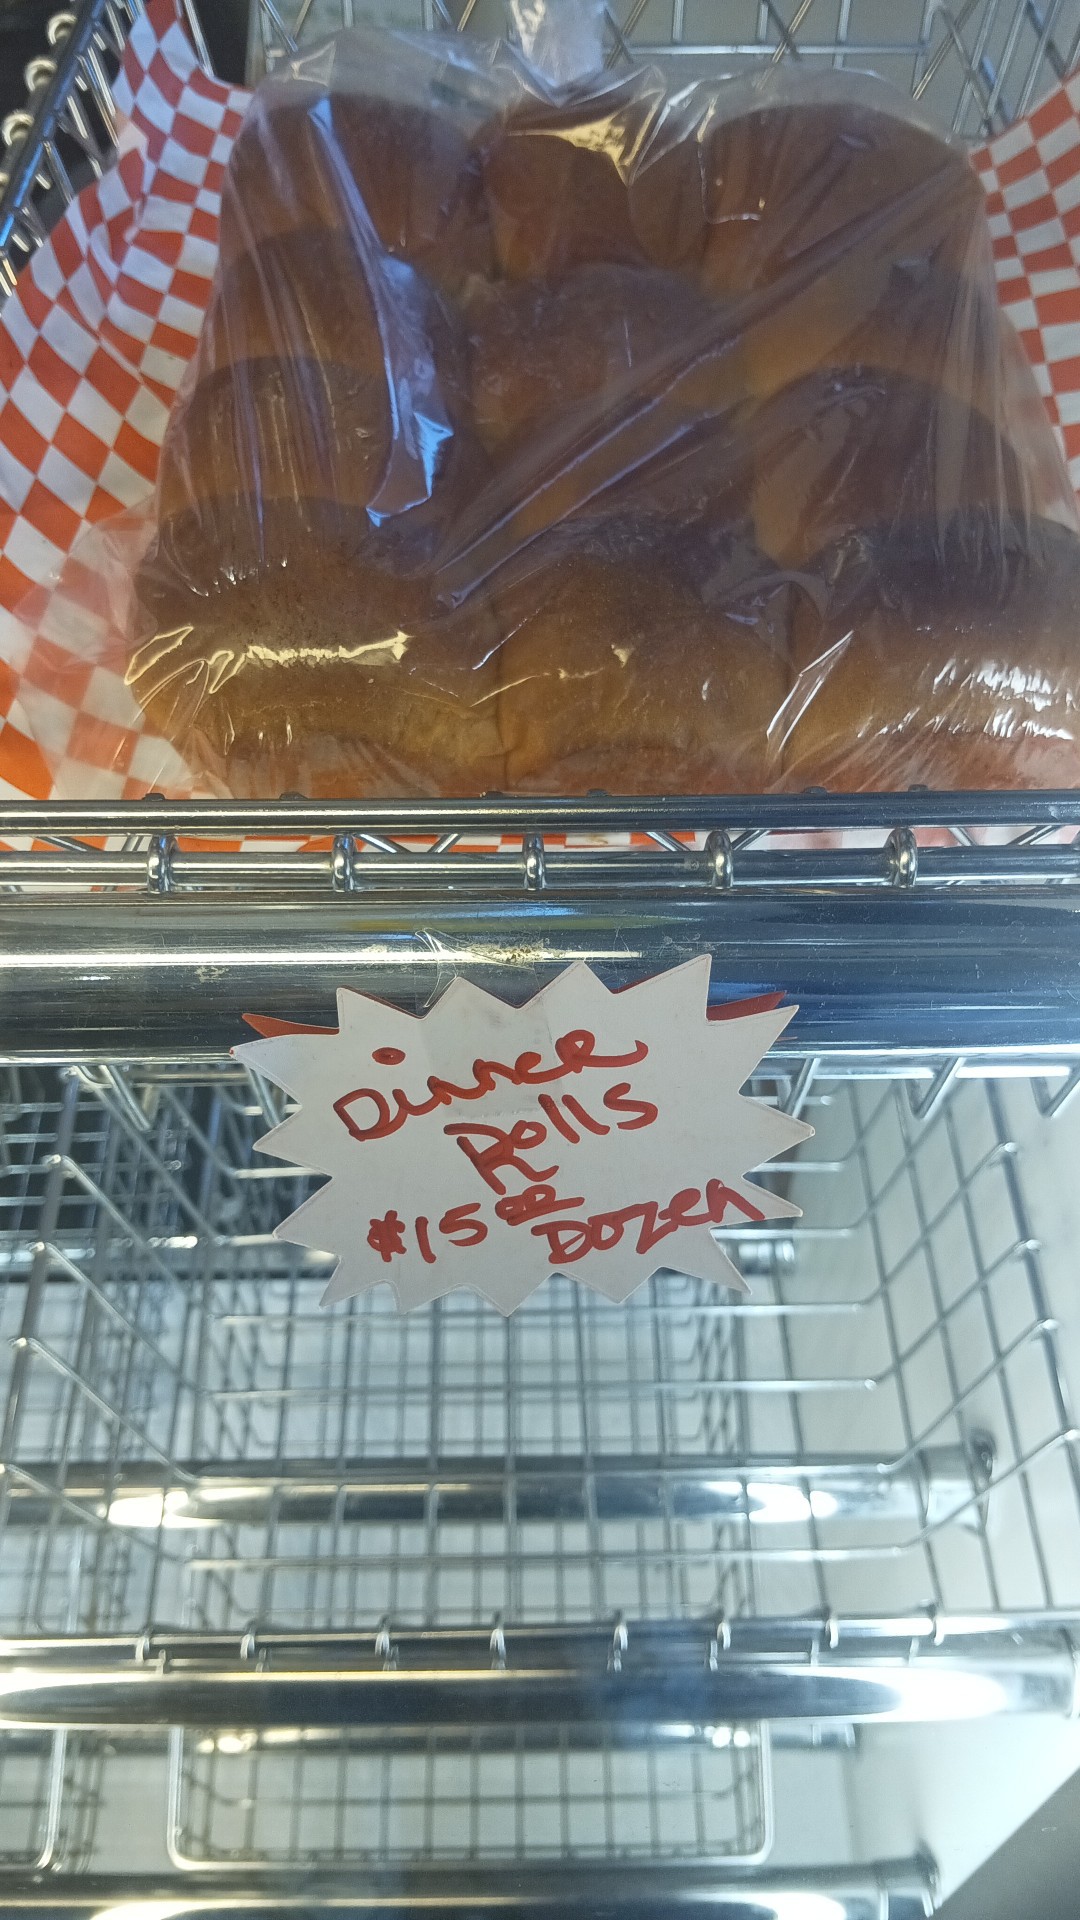 Dinner
Rolls
$15.00 Dozen